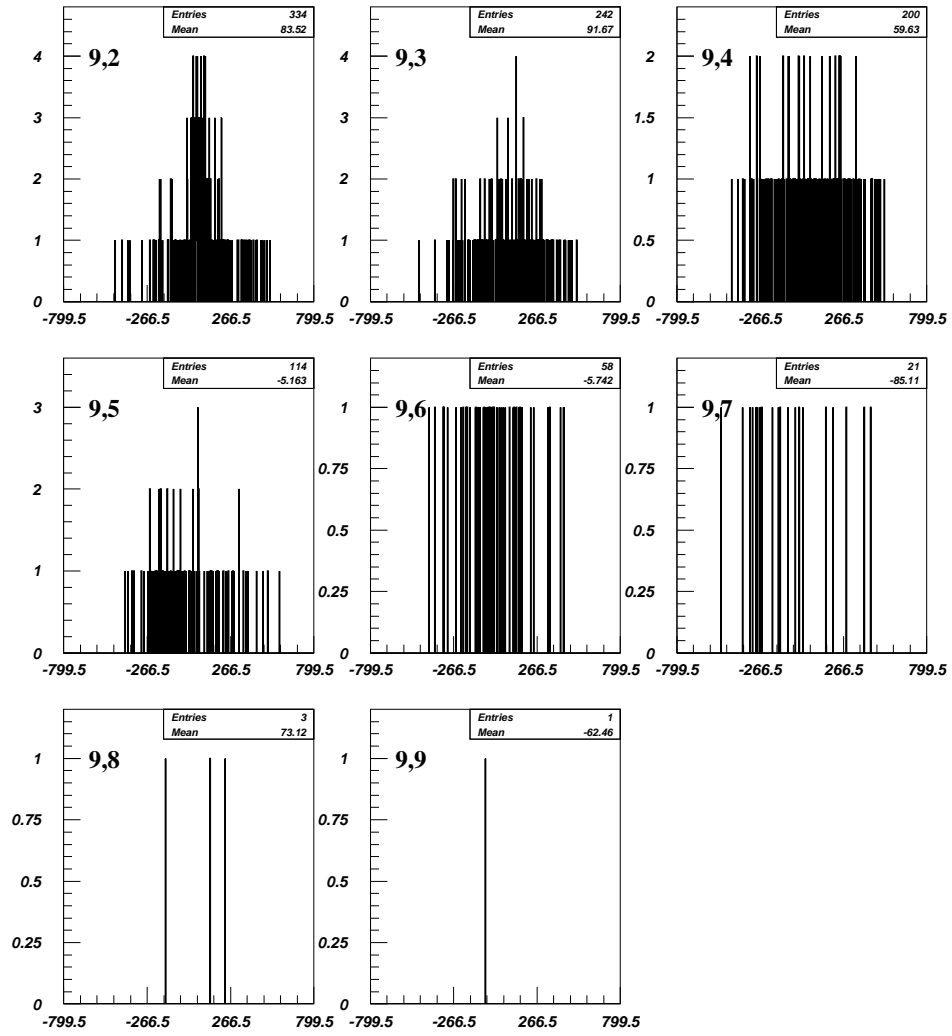 Entries 334
Mean 83.52
9,2
4
3
2
1
0
-799.5 -266.5 266.5 799.5
Entries 242
Mean 91.67
9,3
4
3
2
1
0
-799.5 -266.5 266.5 799.5
Entries 200
Mean 59.63
9,4
2
1.5
1
0.5
0
-799.5 -266.5 266.5 799.5
Entries 114
Mean -5.163
9,5
3
2
1
0
-799.5 -266.5 266.5 799.5
Entries 58
Mean -5.742
9,6
1
0.75
0.5
0.25
0
-799.5 -266.5 266.5 799.5
Entries 21
Mean -85.11
9,7
1
0.75
0.5
0.25
0
-799.5 -266.5 266.5 799.5
Entries 3
Mean 73.12
9,8
1
0.75
0.5
0.25
0
-799.5 -266.5 266.5 799.5
Entries 1
Mean -62.46
9,9
1
0.75
0.5
0.25
0
-799.5 -266.5 266.5 799.5